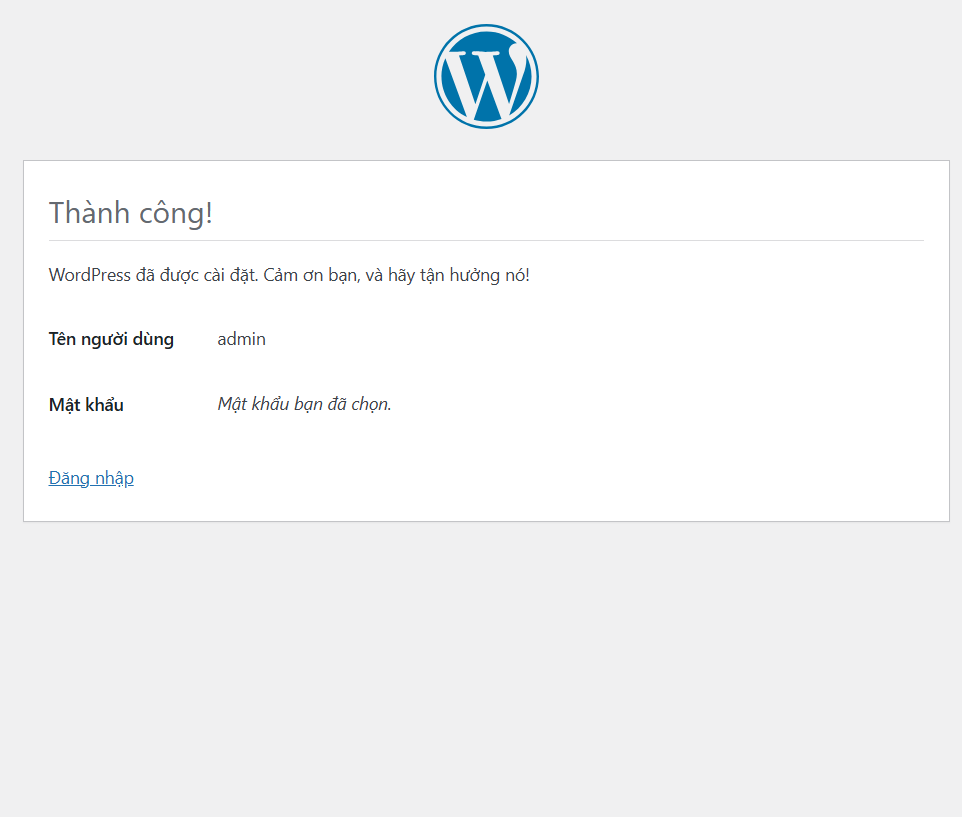 Thành công!
WordPress đã được cài đặt. Cảm ơn bạn, và hãy tận hưởng nó!
Tên người dùng admin
Mật khẩu Mật khẩu bạn đã chọn.
Đăng nhập